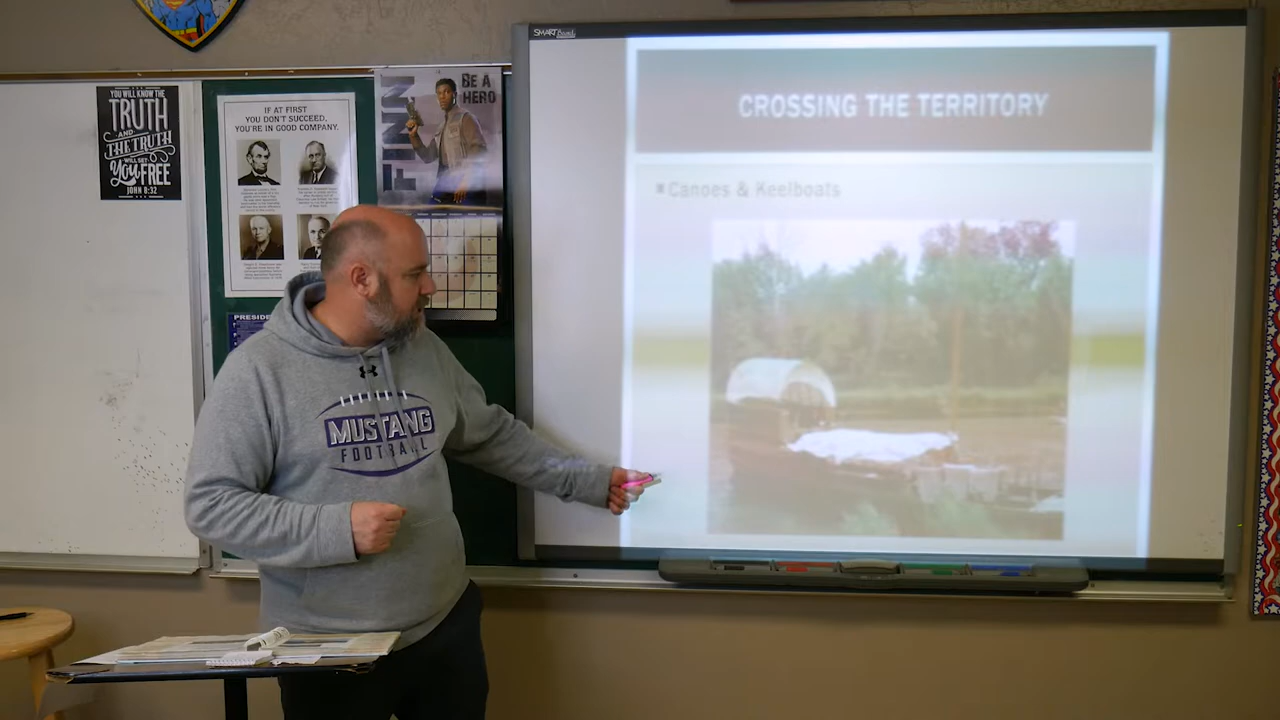 SMART Board
CROSSING THE TERRITORY
Canoes & Keelboats
YOU WILL KNOW THE
TRUTH
AND
THE TRUTH
WILL SET
YOU FREE
JOHN 8:32
IF AT FIRST
YOU DON'T SUCCEED,
YOU'RE IN GOOD COMPANY.
FINN
BE A
HERO
PRESIDE
MUSTANG
FOOTBALL